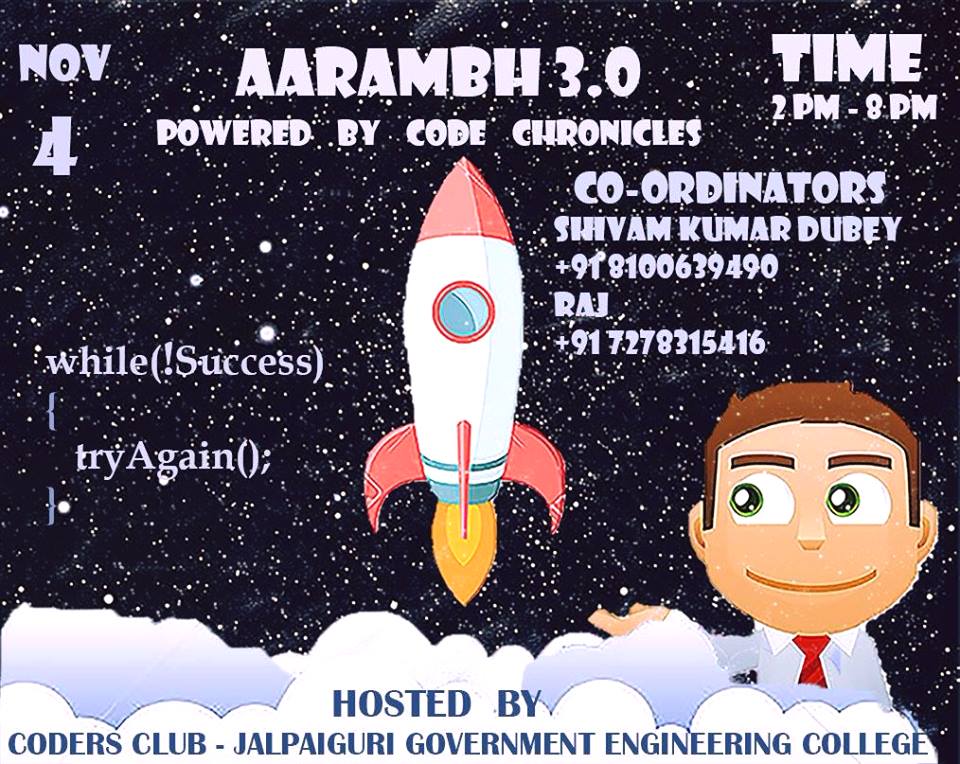 NOV
4
AARAMBH 3.0
POWERED BY CODE CHRONICLES
TIME
2 PM - 8 PM
CO-ORDINATORS
SHIVAM KUMAR DUBEY
+91 8100639490
RAJ
+91 7278315416
while(!Success)
{
tryAgain();
}
HOSTED BY
CODERS CLUB - JALPAIGURI GOVERNMENT ENGINEERING COLLEGE